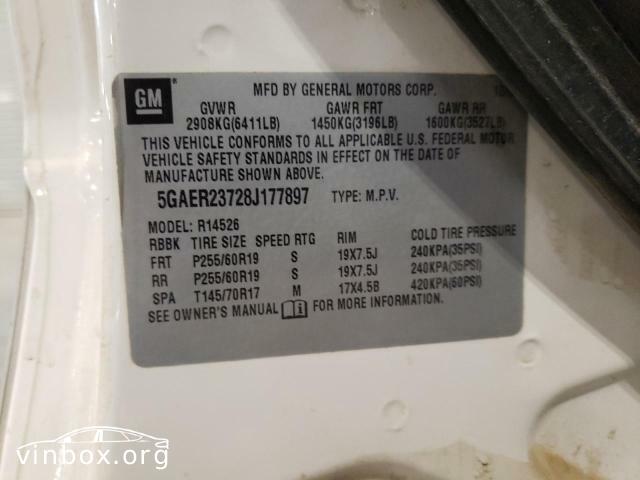 GM ® MFD BY GENERAL MOTORS CORP.
GVWR GAWR FRT GAWR RR
2908KG(6411LB) 1450KG(3196LB) 1600KG(3527LB)
THIS VEHICLE CONFORMS TO ALL APPLICABLE U.S. FEDERAL MOTOR
VEHICLE SAFETY STANDARDS IN EFFECT ON THE DATE OF
MANUFACTURE SHOWN ABOVE.
5GAER23728J177897 TYPE: M.P.V.
MODEL: R14526
RBBK TIRE SIZE SPEED RTG RIM COLD TIRE PRESSURE
FRT P255/60R19 S 19X7.5J 240KPA(35PSI)
RR P255/60R19 S 19X7.5J 240KPA(35PSI)
SPA T145/70R17 M 17X4.5B 420KPA(60PSI)
SEE OWNER'S MANUAL FOR MORE INFORMATION.
vinbox.org